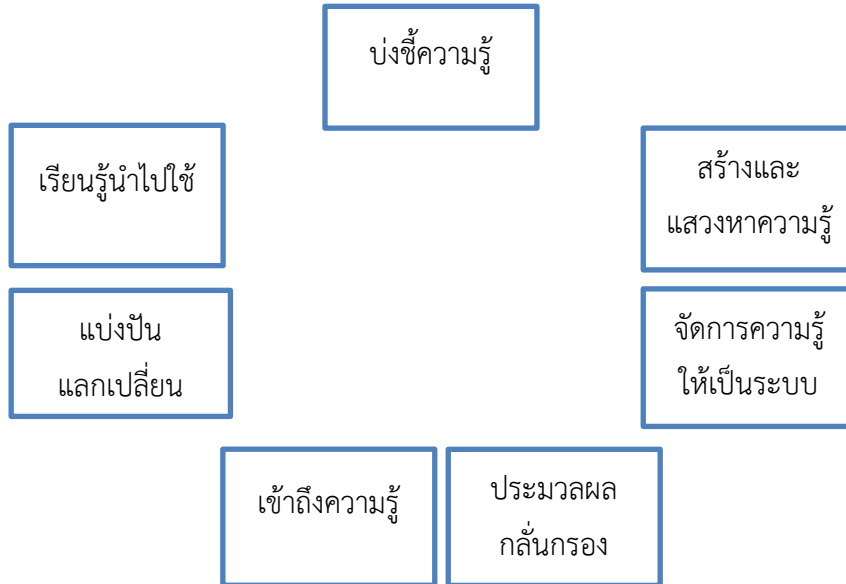 บ่งชี้ความรู้
เรียนรู้นำไปใช้
สร้างและ
แสวงหาความรู้
แบ่งปัน
แลกเปลี่ยน
จัดการความรู้
ให้เป็นระบบ
เข้าถึงความรู้
ประมวลผล
กลั่นกรอง